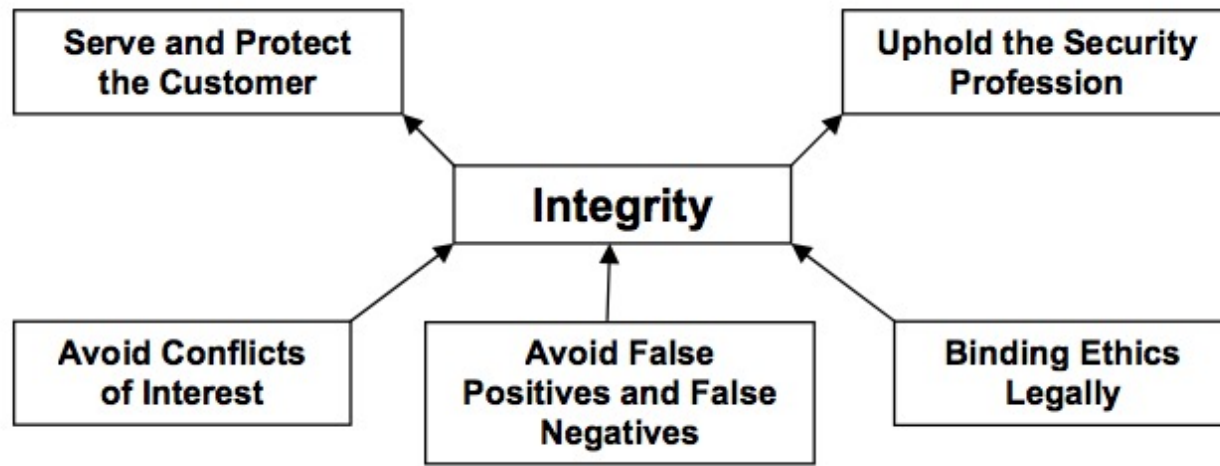 Serve and Protect
the Customer
Uphold the Security
Profession
Integrity
Avoid Conflicts
of Interest
Avoid False
Positives and False
Negatives
Binding Ethics
Legally